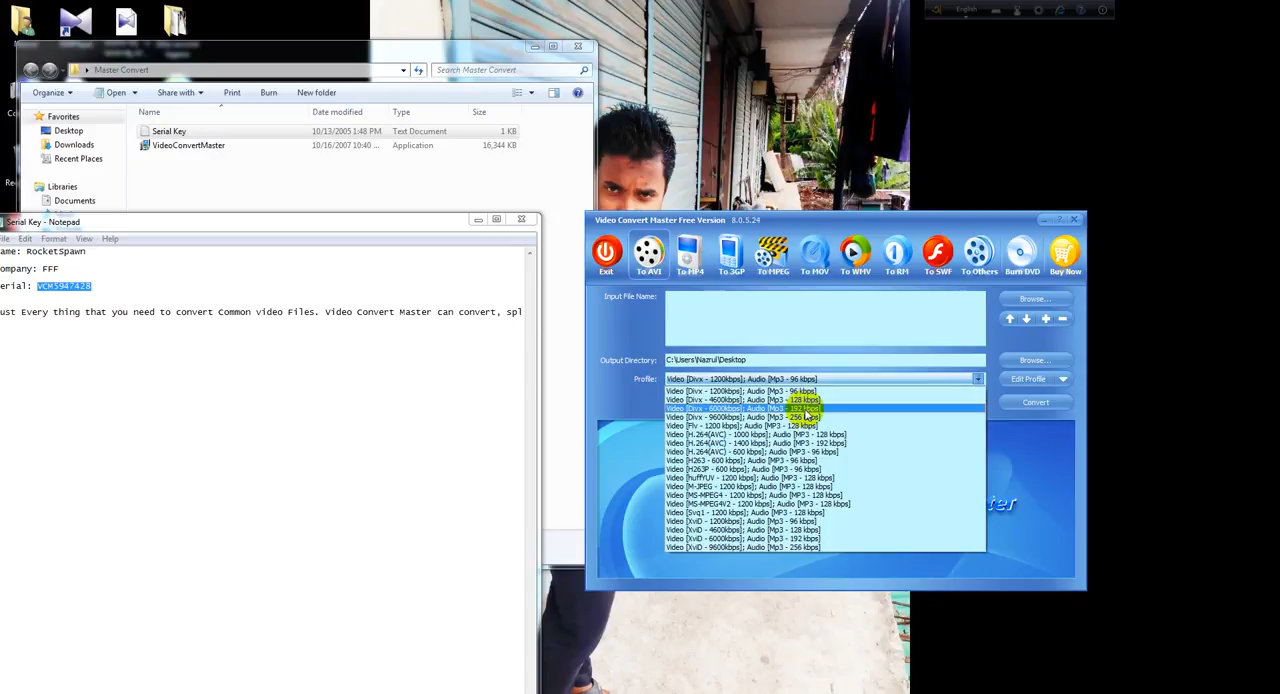 English
Master Convert
Search Master Convert
Organize
Open
Share with
Print
Burn
New folder
Name
Date modified
Type
Size
Favorites
Desktop
Downloads
Recent Places
Libraries
Documents
Serial Key
10/13/2005 1:48 PM
Text Document
1 KB
VideoConvertMaster
10/16/2007 10:40 ...
Application
16,344 KB
Serial Key - Notepad
File Edit Format View Help
ame: RocketSpawn
ompany: FFF
erial: VCM5947428
ust Every thing that you need to convert Common video Files. Video Convert Master can convert, spl
Video Convert Master Free Version 8.0.5.24
Exit
To AVI
To MP4
To 3GP
To MPEG
To MOV
To WMV
To RM
To SWF
To Others
Burn DVD
Buy Now
Input File Name:
Browse...
Output Directory:
C:\Users\Nazrul\Desktop
Browse...
Profile:
Video [Divx - 1200kbps]; Audio [Mp3 - 96 kbps]
Edit Profile
Convert
Video [Divx - 1200kbps]; Audio [Mp3 - 96 kbps]
Video [Divx - 4600kbps]; Audio [Mp3 - 128 kbps]
Video [Divx - 6000kbps]; Audio [Mp3 - 192 kbps]
Video [Divx - 9600kbps]; Audio [Mp3 - 256 kbps]
Video [Flv - 1200 kbps]; Audio [MP3 - 128 kbps]
Video [H.264(AVC) - 1000 kbps]; Audio [MP3 - 128 kbps]
Video [H.264(AVC) - 1400 kbps]; Audio [MP3 - 192 kbps]
Video [H.264(AVC) - 600 kbps]; Audio [MP3 - 96 kbps]
Video [H263 - 600 kbps]; Audio [MP3 - 96 kbps]
Video [H263P - 600 kbps]; Audio [MP3 - 96 kbps]
Video [huffYUV - 1200 kbps]; Audio [MP3 - 128 kbps]
Video [M-JPEG - 1200 kbps]; Audio [MP3 - 128 kbps]
Video [MS-MPEG4 - 1200 kbps]; Audio [MP3 - 128 kbps]
Video [MS-MPEG4V2 - 1200 kbps]; Audio [MP3 - 128 kbps]
Video [Svq1 - 1200 kbps]; Audio [MP3 - 128 kbps]
Video [XviD - 1200kbps]; Audio [Mp3 - 96 kbps]
Video [XviD - 4600kbps]; Audio [Mp3 - 128 kbps]
Video [XviD - 6000kbps]; Audio [Mp3 - 192 kbps]
Video [XviD - 9600kbps]; Audio [Mp3 - 256 kbps]